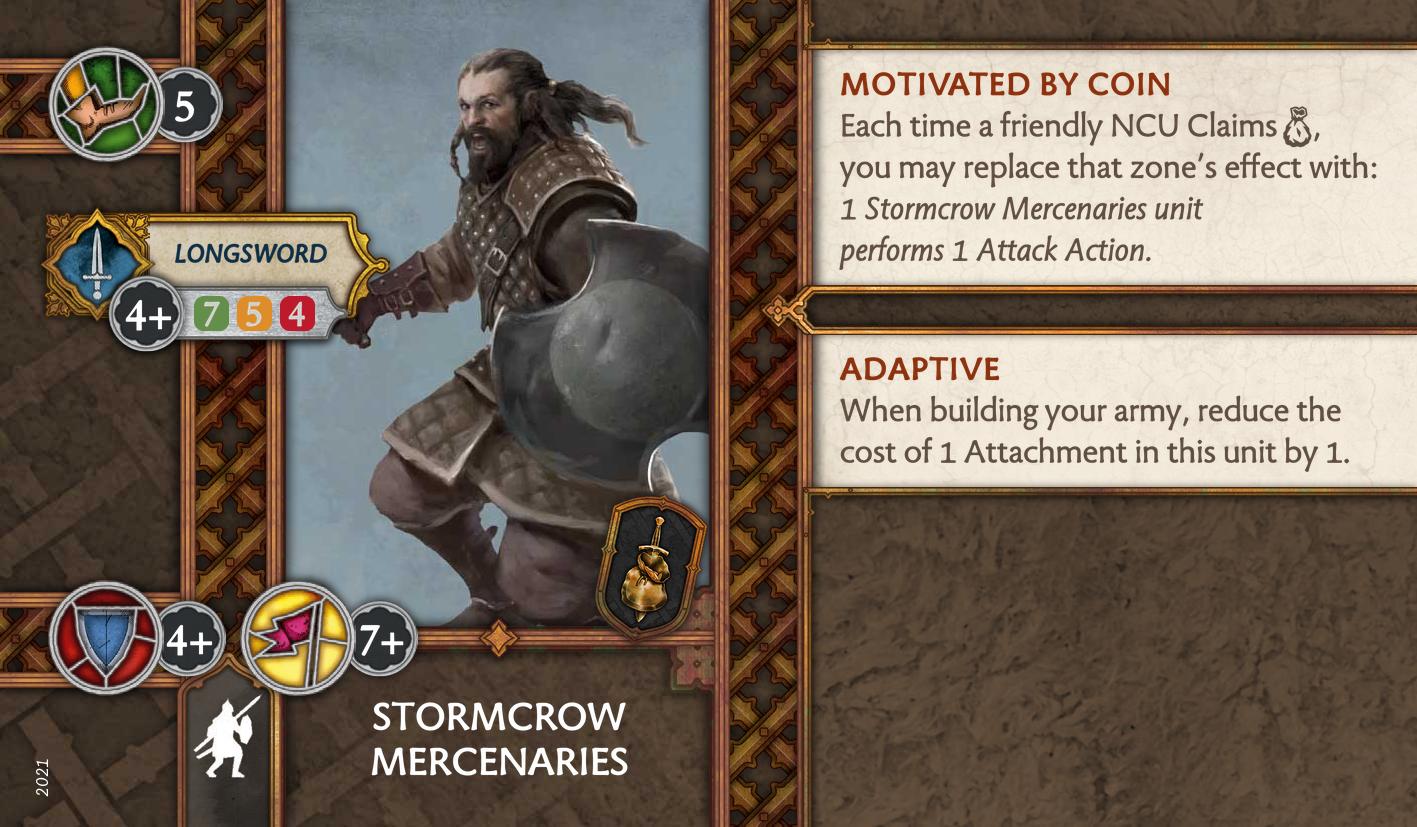 5
LONGSWORD
4+ 7 5 4
4+ 7+
STORMCROW
MERCENARIES
2021
MOTIVATED BY COIN
Each time a friendly NCU Claims ,
you may replace that zone's effect with:
1 Stormcrow Mercenaries unit
performs 1 Attack Action.
ADAPTIVE
When building your army, reduce the
cost of 1 Attachment in this unit by 1.